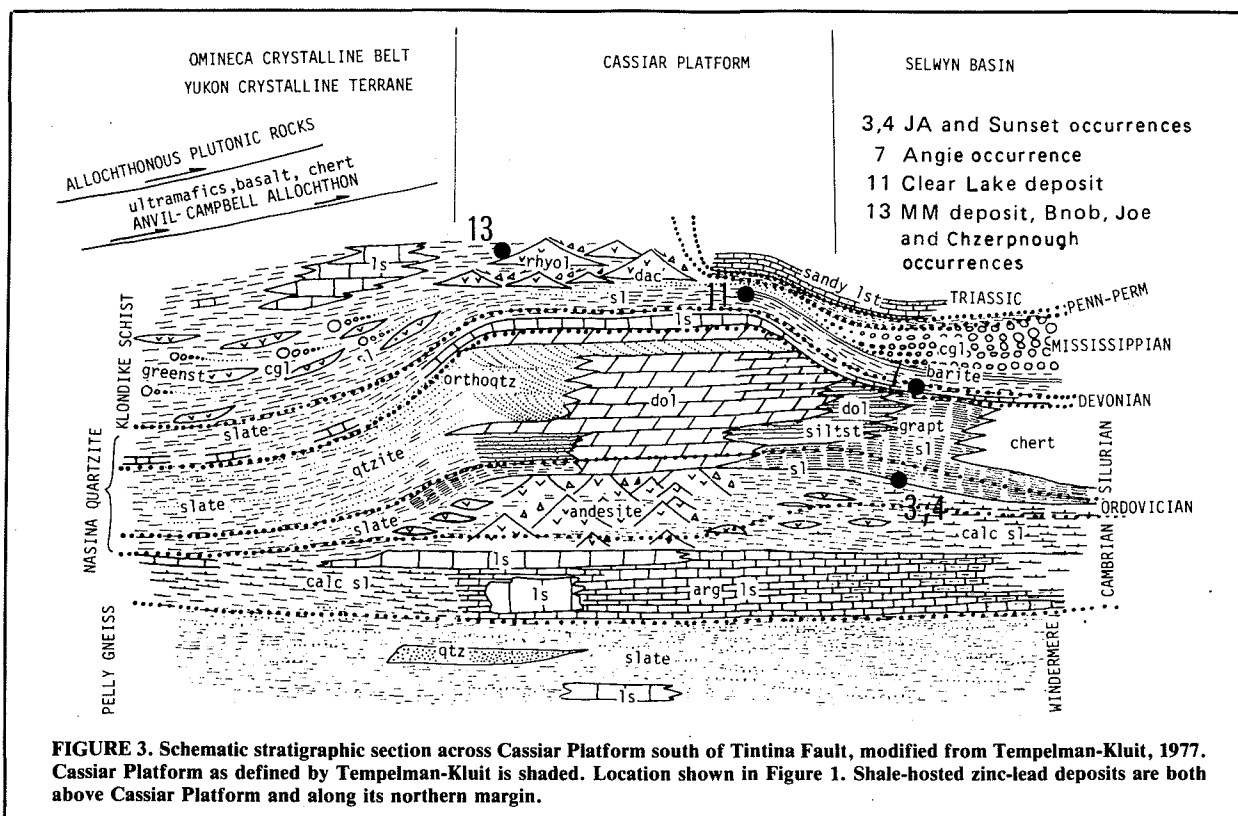 OMINECA CRYSTALLINE BELT
YUKON CRYSTALLINE TERRANE
CASSIAR PLATFORM
SELWYN BASIN
ALLOCHTHONOUS PLUTONIC ROCKS
ultramafics, basalt, chert
ANVIL-CAMPBELL ALLOCHTHON
3,4 JA and Sunset occurrences
7 Angie occurrence
11 Clear Lake deposit
13 MM deposit, Bnob, Joe
and Chzerpnough
occurrences
13
ls
rhyol
dac
sl
11
sandy lst
TRIASSIC
PENN-PERM
ls
cgl
MISSISSIPPIAN
barite
DEVONIAN
KLONDIKE SCHIST
greenst
cgl
sl
slate
orthoqtz
dol
dol
siltst
grapt
sl
chert
SILURIAN
qtzite
sl
NASINA QUARTZITE
slate
slate
andesite
3,4
ORDOVICIAN
calc sl
CAMBRIAN
ls
calc sl
ls
arg ls
PELLY GNEISS
qtz
slate
ls
WINDERMERE
FIGURE 3. Schematic stratigraphic section across Cassiar Platform south of Tintina Fault, modified from Tempelman-Kluit, 1977.
Cassiar Platform as defined by Tempelman-Kluit is shaded. Location shown in Figure 1. Shale-hosted zinc-lead deposits are both
above Cassiar Platform and along its northern margin.